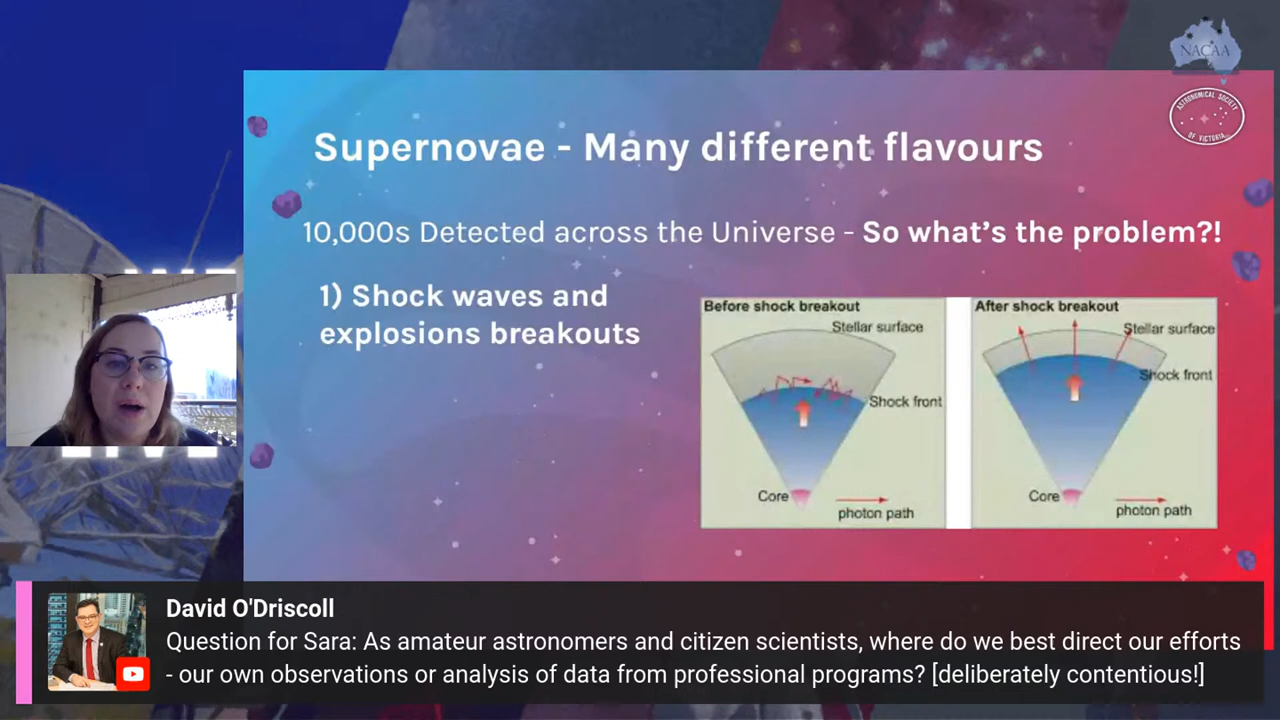 NACAA
ASTRONOMICAL SOCIETY
OF VICTORIA
Supernovae - Many different flavours
10,000s Detected across the Universe - So what's the problem?!
1) Shock waves and
explosions breakouts
Before shock breakout
Stellar surface
Shock front
Core
photon path
After shock breakout
Stellar surface
Shock front
Core
photon path
David O'Driscoll
Question for Sara: As amateur astronomers and citizen scientists, where do we best direct our efforts
- our own observations or analysis of data from professional programs? [deliberately contentious!]